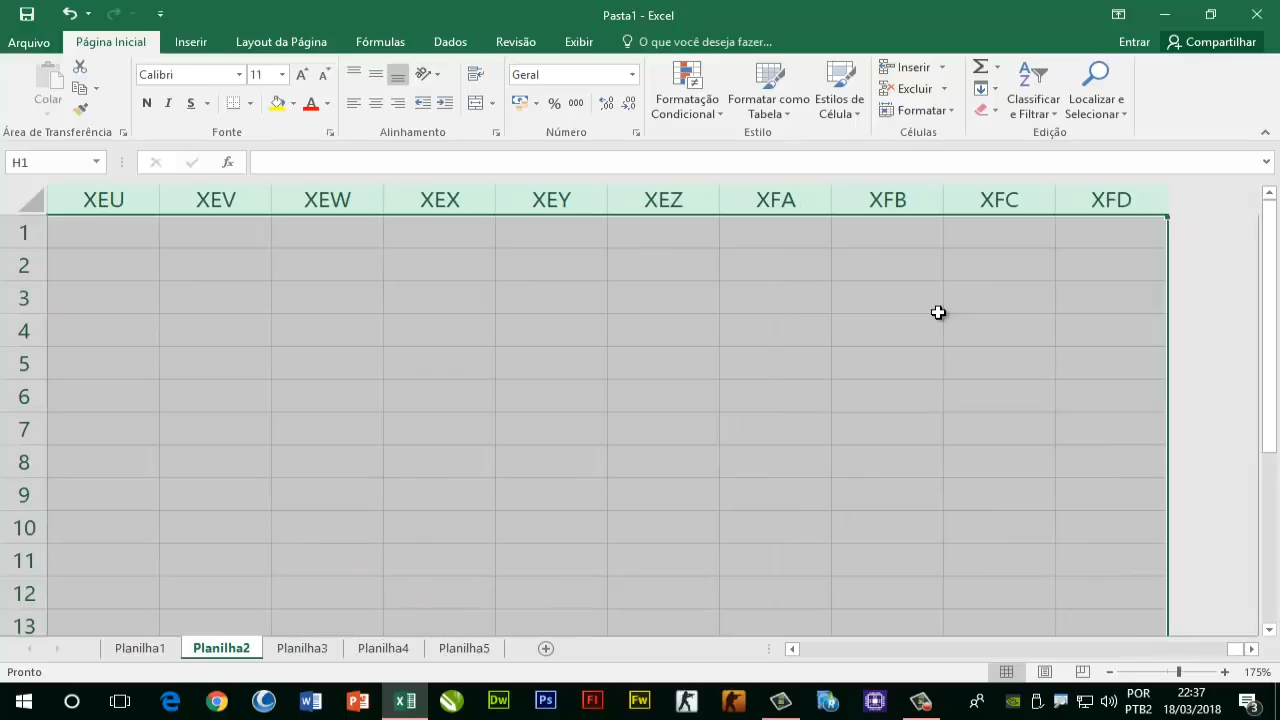 Pasta1 - Excel
Arquivo Página Inicial Inserir Layout da Página Fórmulas Dados Revisão Exibir O que você deseja fazer... Entrar Compartilhar
Colar
Área de Transferência
Calibri 11
N I S
Fonte
Alinhamento
Geral
% 000
Número
Formatação Condicional
Formatar como Tabela
Estilos de Célula
Estilo
Inserir
Excluir
Formatar
Células
Classificar e Filtrar
Localizar e Selecionar
Edição
H1 fx
XEU XEV XEW XEX XEY XEZ XFA XFB XFC XFD
1
2
3
4
5
6
7
8
9
10
11
12
13
Planilha1 Planilha2 Planilha3 Planilha4 Planilha5
Pronto 175%
POR 22:37
PTB2 18/03/2018